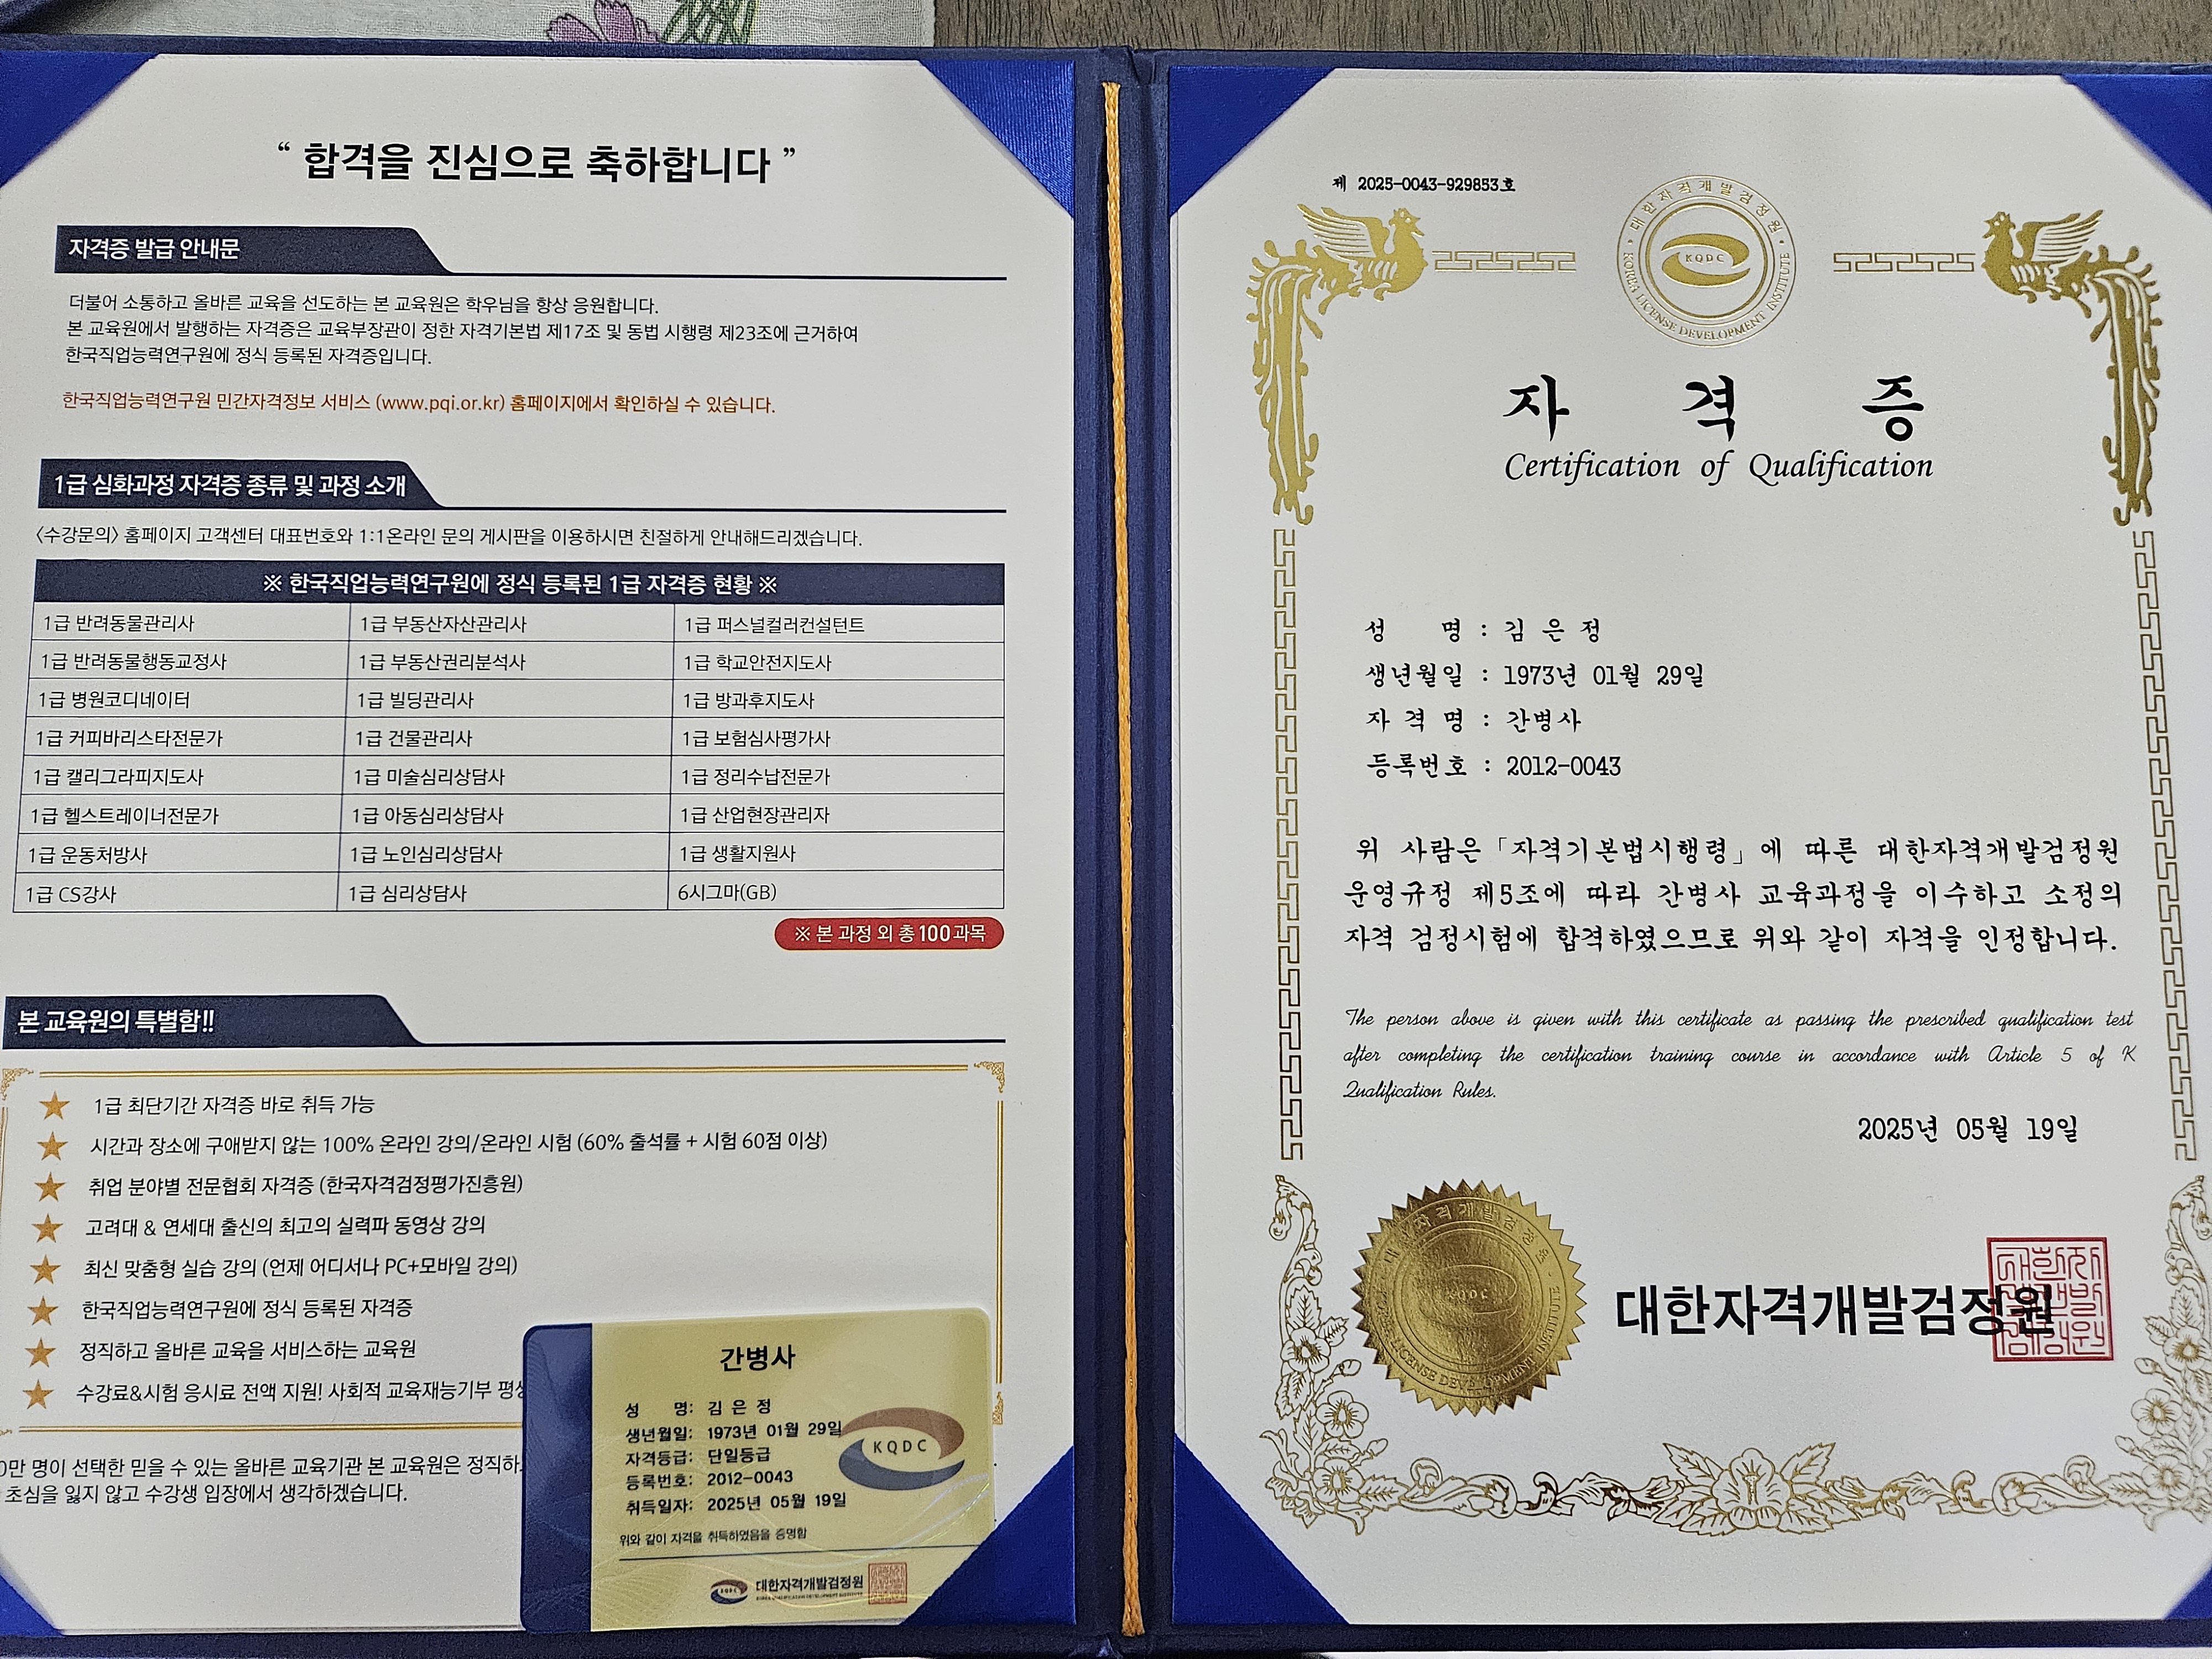 “ 합격을 진심으로 축하합니다 ”
자격증 발급 안내문
더불어 소통하고 올바른 교육을 선도하는 본 교육원은 학우님을 항상 응원합니다.
본 교육원에서 발행하는 자격증은 교육부장관이 정한 자격기본법 제17조 및 동법 시행령 제23조에 근거하여
한국직업능력연구원에 정식 등록된 자격증입니다.
한국직업능력연구원 민간자격정보 서비스 (www.pqi.or.kr) 홈페이지에서 확인하실 수 있습니다.
1급 심화과정 자격증 종류 및 과정 소개
<수강문의> 홈페이지 고객센터 대표번호와 1:1온라인 문의 게시판을 이용하시면 친절하게 안내해드리겠습니다.
※ 한국직업능력연구원에 정식 등록된 1급 자격증 현황 ※
1급 반려동물관리사 1급 부동산자산관리사 1급 퍼스널컬러컨설턴트
1급 반려동물행동교정사 1급 부동산권리분석사 1급 학교안전지도사
1급 병원코디네이터 1급 빌딩관리사 1급 방과후지도사
1급 커피바리스타전문가 1급 건물관리사 1급 보험심사평가사
1급 캘리그라피지도사 1급 미술심리상담사 1급 정리수납전문가
1급 헬스트레이너전문가 1급 아동심리상담사 1급 산업현장관리자
1급 운동처방사 1급 노인심리상담사 1급 생활지원사
1급 CS강사 1급 심리상담사 6시그마(GB)
※ 본 과정 외 총 100과목
본 교육원의 특별함!!
1급 최단기간 자격증 바로 취득 가능
시간과 장소에 구애받지 않는 100% 온라인 강의/온라인 시험 (60% 출석률 + 시험 60점 이상)
취업 분야별 전문협회 자격증 (한국자격검정평가진흥원)
고려대 & 연세대 출신의 최고의 실력파 동영상 강의
최신 맞춤형 실습 강의 (언제 어디서나 PC+모바일 강의)
한국직업능력연구원에 정식 등록된 자격증
정직하고 올바른 교육을 서비스하는 교육원
수강료&시험 응시료 전액 지원! 사회적 교육재능기부
0만 명이 선택한 믿을 수 있는 올바른 교육기관 본 교육원은
초심을 잃지 않고 수강생 입장에서 생각하겠습니다.
간병사
성 명: 김 은 정
생년월일: 1973년 01월 29일
자격등급: 단일등급
등록번호: 2012-0043
취득일자: 2025년 05월 19일
위와 같이 자격을 취득하였음을 증명함
KQDC
KQDC
대한자격개발검정원
제 2025-0043-929853호
대한자격개발검정원
KQDC
KOREA LICENSE DEVELOPMENT INSTITUTE
자 격 증
Certification of Qualification
성 명 : 김 은 정
생년월일 : 1973년 01월 29일
자 격 명 : 간병사
등록번호 : 2012-0043
위 사람은 「자격기본법시행령」에 따른 대한자격개발검정원
운영규정 제5조에 따라 간병사 교육과정을 이수하고 소정의
자격 검정시험에 합격하였으므로 위와 같이 자격을 인정합니다.
The person above is given with this certificate as passing the prescribed qualification test
after completing the certification training course in accordance with Article 5 of K
Qualification Rules.
2025년 05월 19일
대한자격개발검정원
KQDC
LICENSE DEVELOPMENT INSTITUTE
대한자격개발검정원